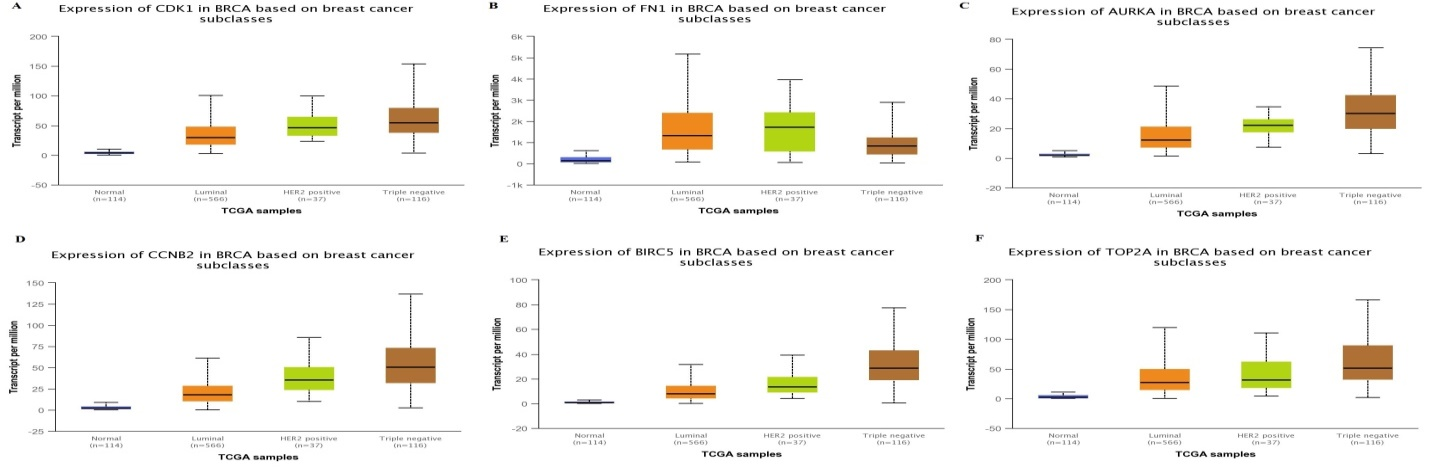 A
Expression of CDK1 in BRCA based on breast cancer
subclasses
Transcript per million
200
150
100
50
0
-50
Normal
(n=114)
Luminal
(n=566)
HER2 positive
(n=37)
Triple negative
(n=116)
TCGA samples
B
Expression of FN1 in BRCA based on breast cancer
subclasses
Transcript per million
6k
5k
4k
3k
2k
1k
0
-1k
Normal
(n=114)
Luminal
(n=566)
HER2 positive
(n=37)
Triple negative
(n=116)
TCGA samples
C
Expression of AURKA in BRCA based on breast cancer
subclasses
Transcript per million
80
60
40
20
0
-20
Normal
(n=114)
Luminal
(n=566)
HER2 positive
(n=37)
Triple negative
(n=116)
TCGA samples
D
Expression of CCNB2 in BRCA based on breast cancer
subclasses
Transcript per million
150
125
100
75
50
25
0
-25
Normal
(n=114)
Luminal
(n=566)
HER2 positive
(n=37)
Triple negative
(n=116)
TCGA samples
E
Expression of BIRC5 in BRCA based on breast cancer
subclasses
Transcript per million
100
80
60
40
20
0
-20
Normal
(n=114)
Luminal
(n=566)
HER2 positive
(n=37)
Triple negative
(n=116)
TCGA samples
F
Expression of TOP2A in BRCA based on breast cancer
subclasses
Transcript per million
200
150
100
50
0
-50
Normal
(n=114)
Luminal
(n=566)
HER2 positive
(n=37)
Triple negative
(n=116)
TCGA samples